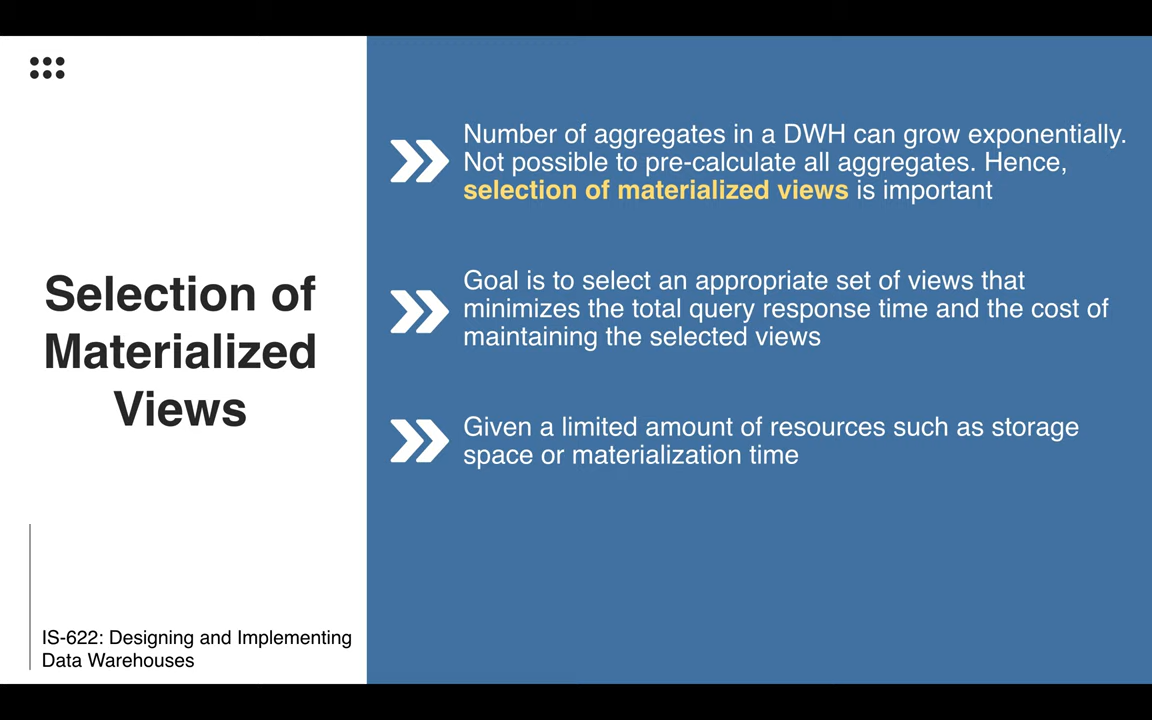 Selection of
Materialized
Views
IS-622: Designing and Implementing
Data Warehouses
Number of aggregates in a DWH can grow exponentially.
Not possible to pre-calculate all aggregates. Hence,
selection of materialized views is important
Goal is to select an appropriate set of views that
minimizes the total query response time and the cost of
maintaining the selected views
Given a limited amount of resources such as storage
space or materialization time